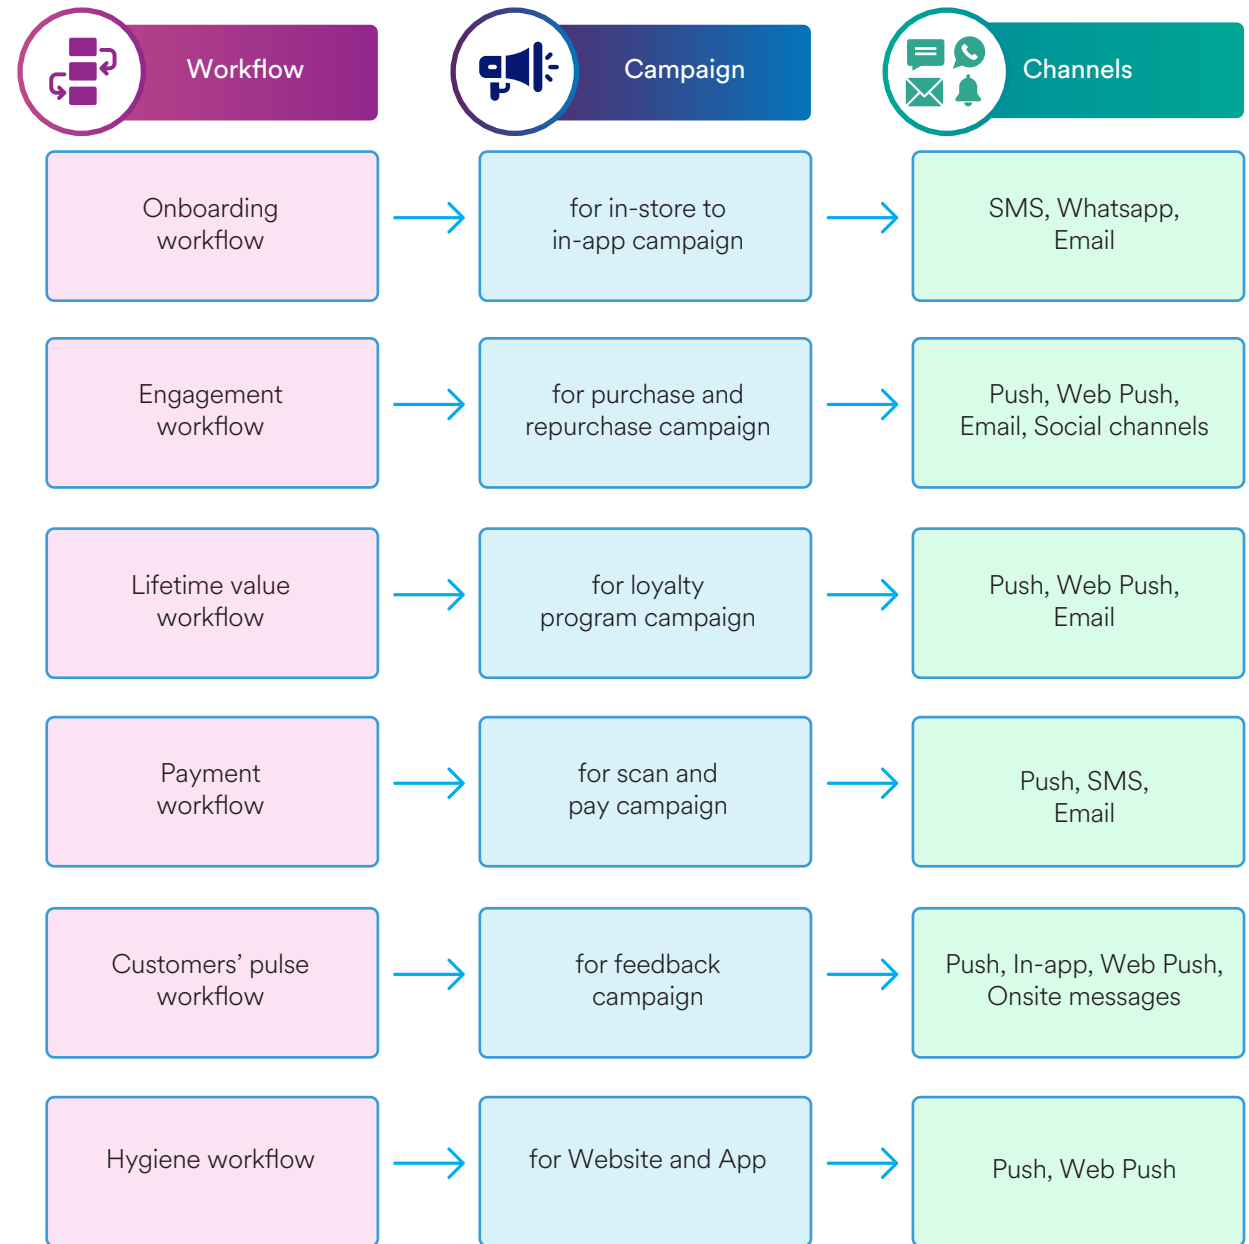 Workflow
Campaign
Channels
Onboarding
workflow
for in-store to
in-app campaign
SMS, Whatsapp,
Email
Engagement
workflow
for purchase and
repurchase campaign
Push, Web Push,
Email, Social channels
Lifetime value
workflow
for loyalty
program campaign
Push, Web Push,
Email
Payment
workflow
for scan and
pay campaign
Push, SMS,
Email
Customers’ pulse
workflow
for feedback
campaign
Push, In-app, Web Push,
Onsite messages
Hygiene workflow
for Website and App
Push, Web Push